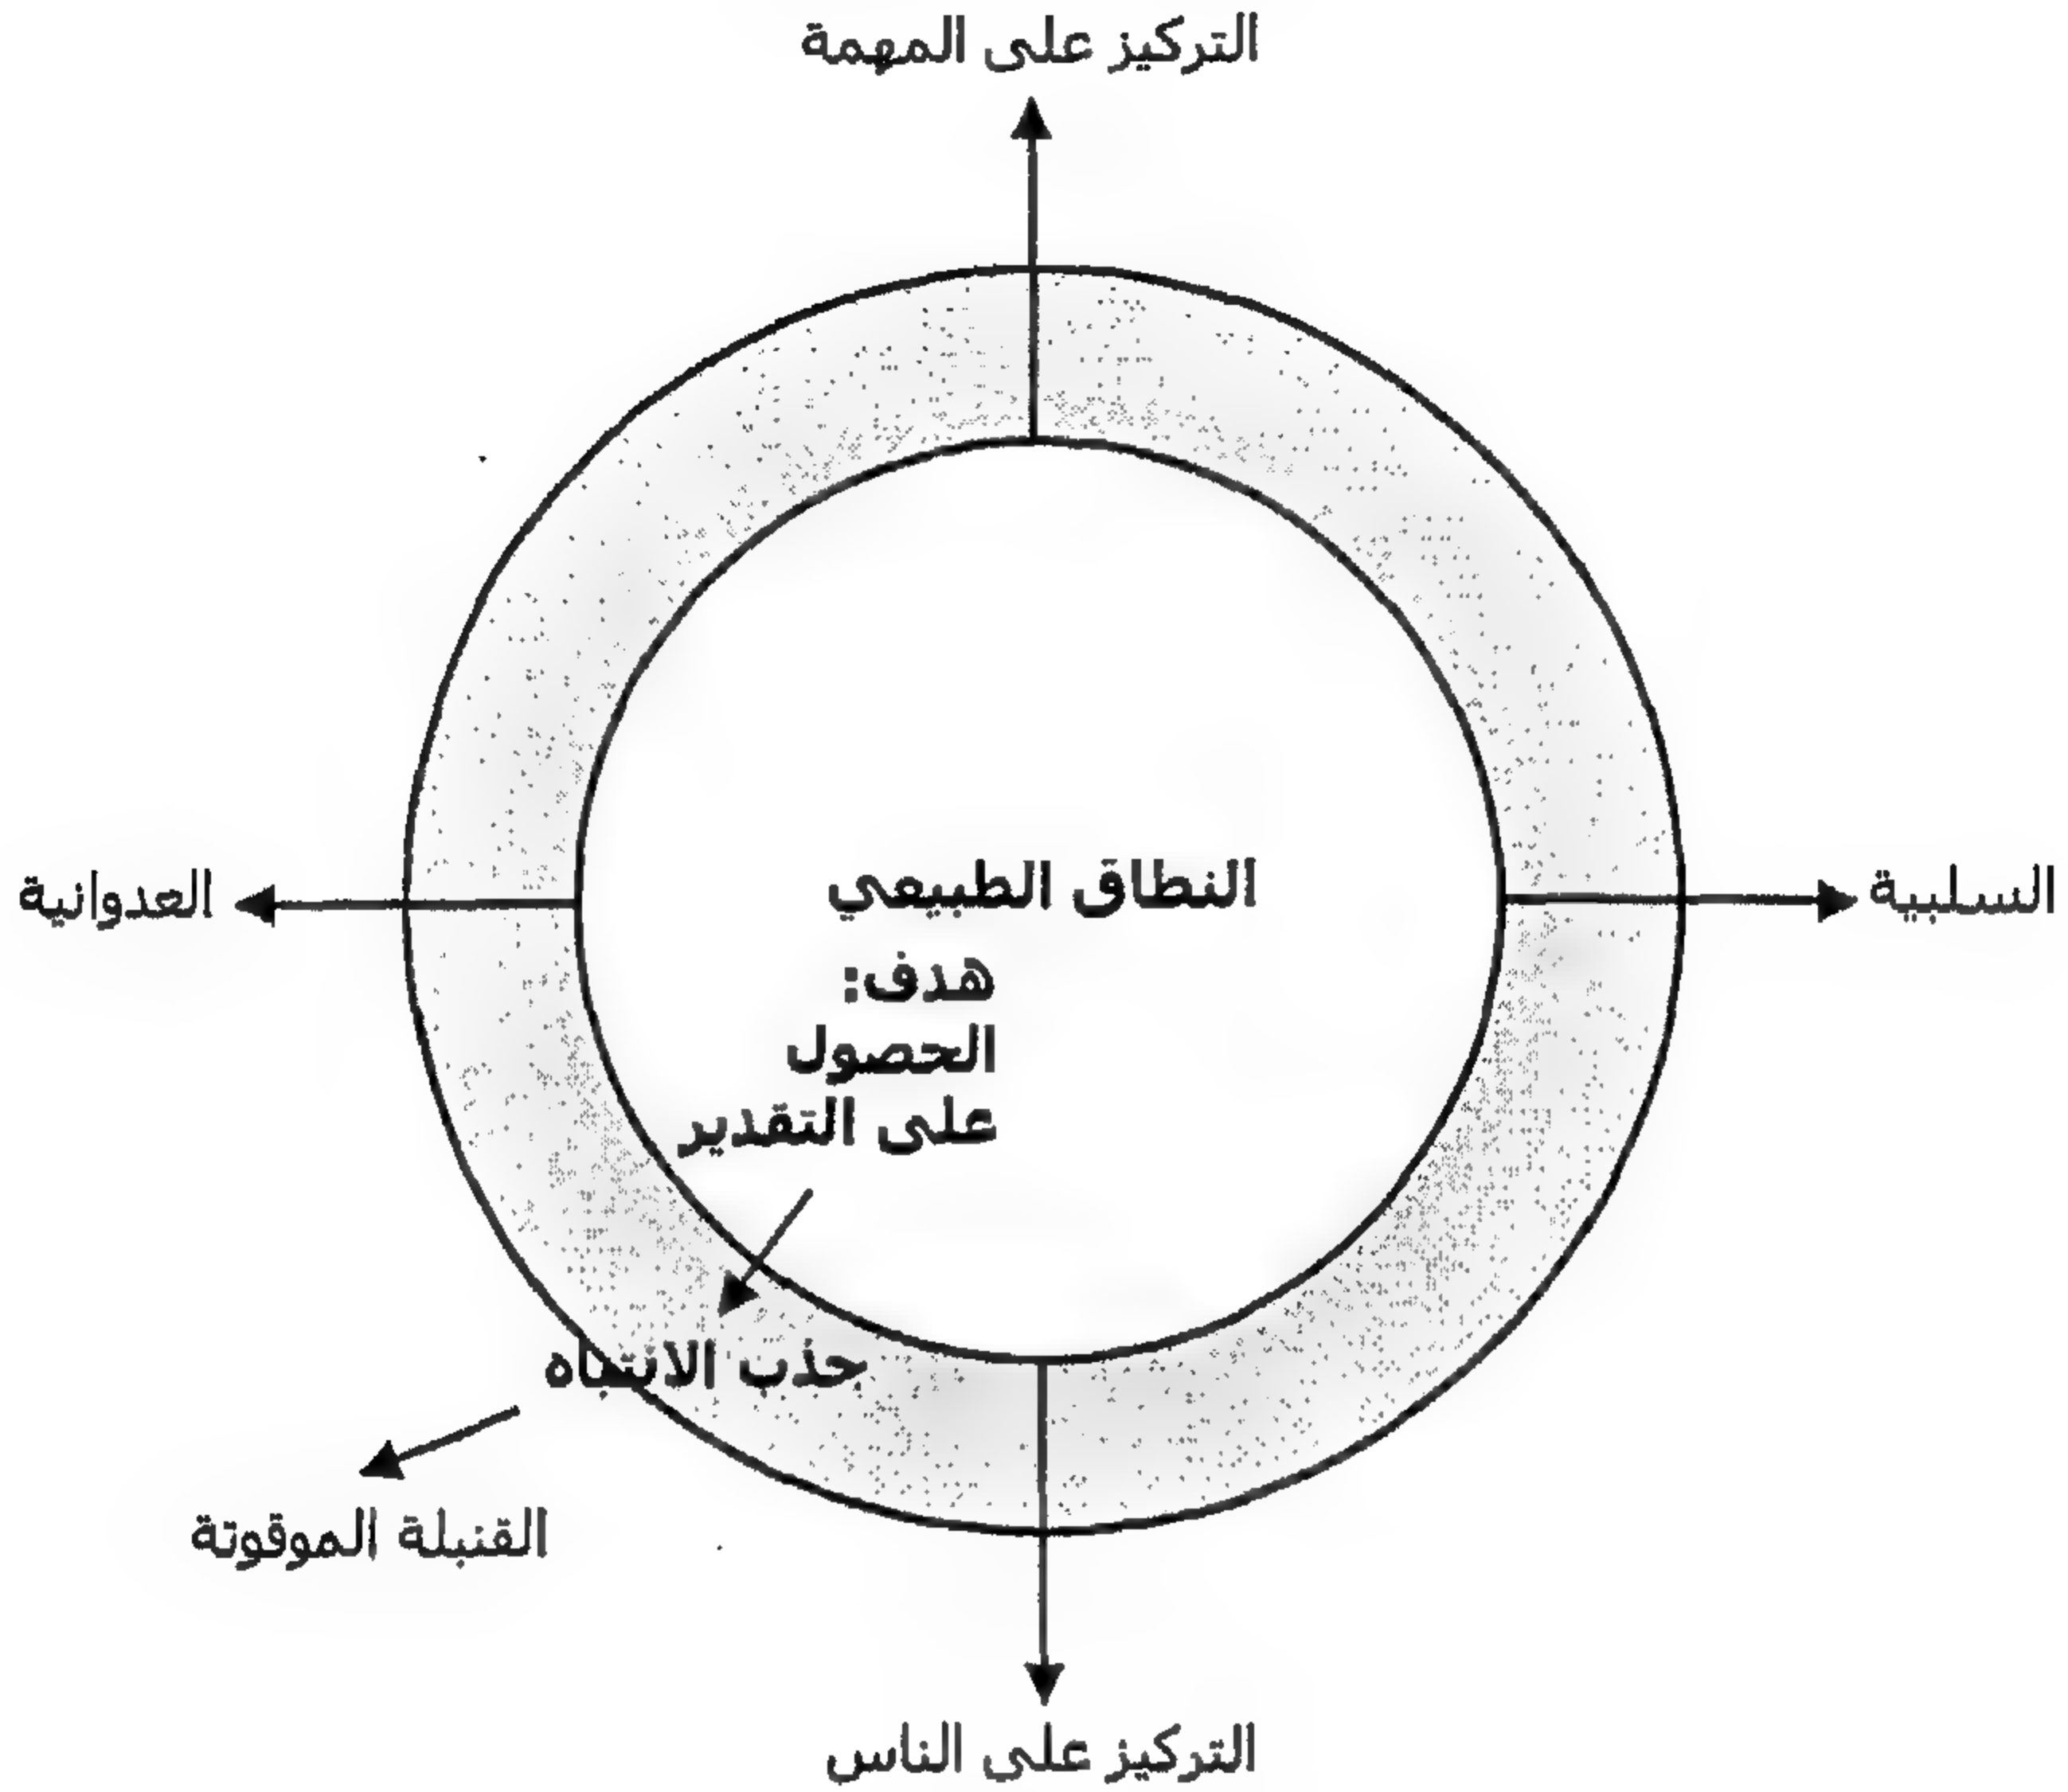 التركيز على المهمة
السلبية
العدوانية
النطاق الطبيعي
هدف:
الحصول
على التقدير
جذب الانتباه
القنبلة الموقوتة
التركيز على الناس